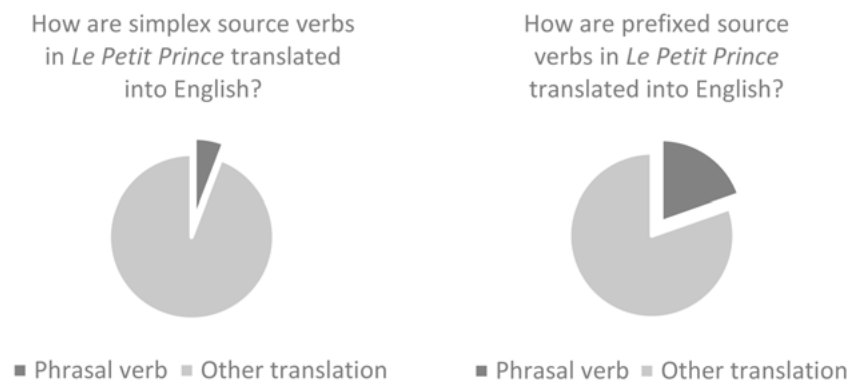 How are simplex source verbs
in Le Petit Prince translated
into English?
Phrasal verb Other translation
How are prefixed source
verbs in Le Petit Prince
translated into English?
Phrasal verb Other translation